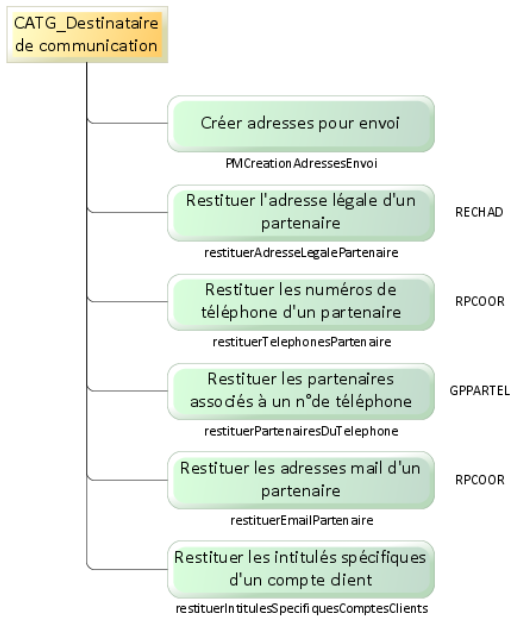 CATG_Destinataire
de communication
Créer adresses pour envoi
PMCreationAdressesEnvoi
Restituer l'adresse légale d'un
partenaire
RECHAD
restituerAdresseLegalePartenaire
Restituer les numéros de
téléphone d'un partenaire
RPCOOR
restituerTelephonesPartenaire
Restituer les partenaires
associés à un n°de téléphone
GPPARTEL
restituerPartenairesDuTelephone
Restituer les adresses mail d'un
partenaire
RPCOOR
restituerEmailPartenaire
Restituer les intitulés spécifiques
d'un compte client
restituerIntitulesSpecifiquesComptesClients